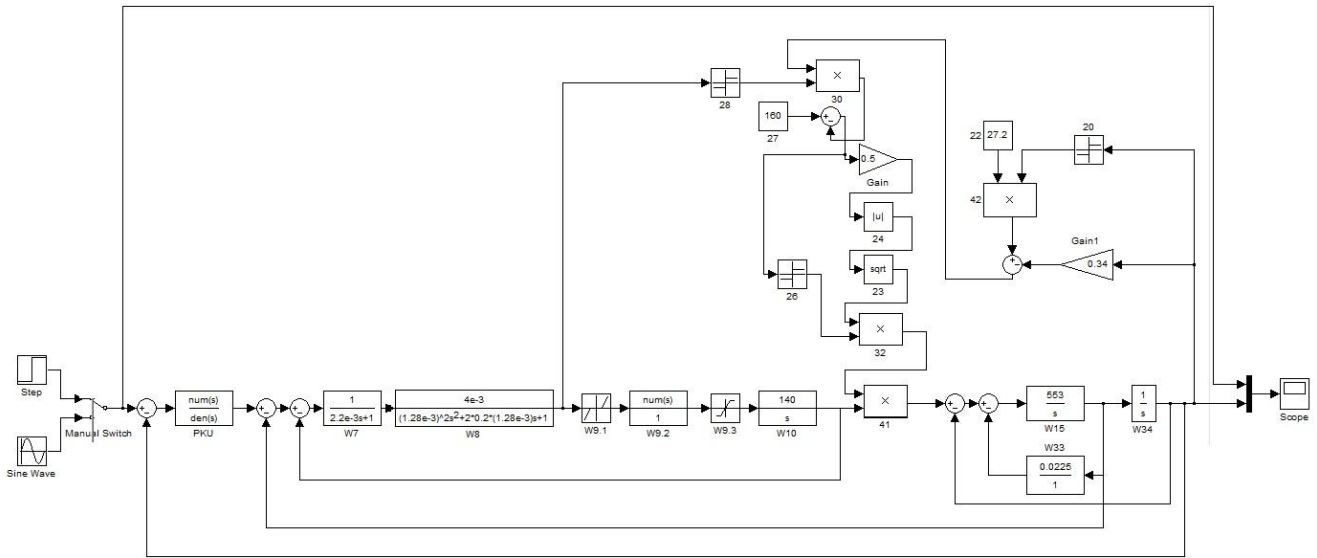 28
×
30
160
27
+
−
0.5
Gain
|u|
24
sqrt
23
26
×
32
22
27.2
20
42
×
Gain1
0.34
+
−
Step
Sine Wave
Manual Switch
+
−
num(s)
den(s)
PKU
+
−
+
−
1
2.2e-3s+1
W7
4e-3
(1.28e-3)^2s²+2*0.2*(1.28e-3)s+1
W8
W9.1
num(s)
1
W9.2
W9.3
140
s
W10
×
41
+
−
+
−
553
s
W15
W33
0.0225
1
1
s
W34
Scope